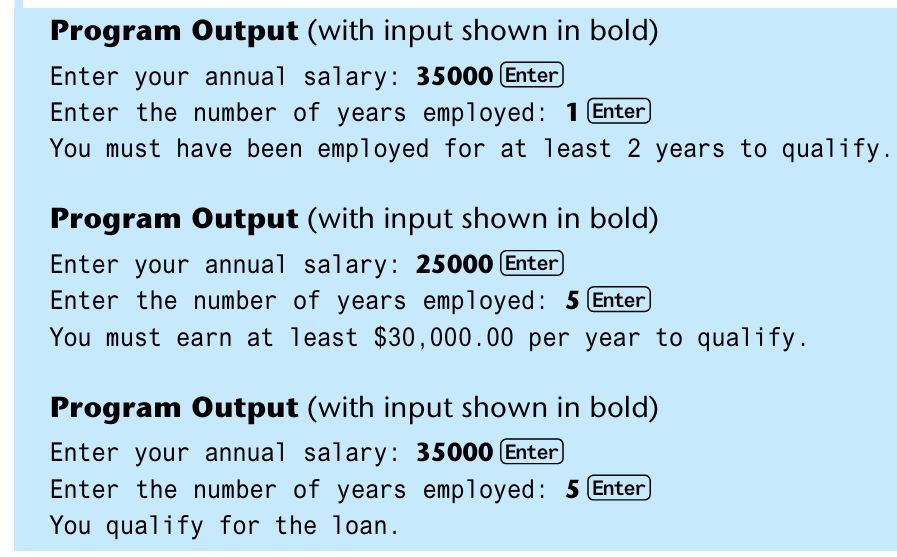 Program Output (with input shown in bold)
Enter your annual salary: 35000 Enter
Enter the number of years employed: 1 Enter
You must have been employed for at least 2 years to qualify.
Program Output (with input shown in bold)
Enter your annual salary: 25000 Enter
Enter the number of years employed: 5 Enter
You must earn at least $30,000.00 per year to qualify.
Program Output (with input shown in bold)
Enter your annual salary: 35000 Enter
Enter the number of years employed: 5 Enter
You qualify for the loan.